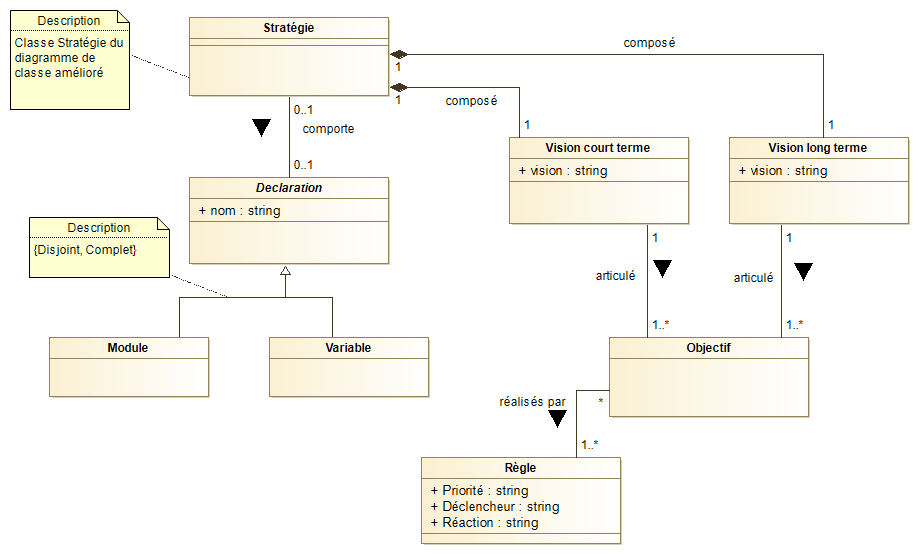 Description
Classe Stratégie du
diagramme de
classe amélioré
Stratégie
1
composé
1
composé
0..1
comporte
0..1
1
1
Vision court terme
+ vision : string
Vision long terme
+ vision : string
Declaration
+ nom : string
Description
{Disjoint, Complet}
1
articulé
1..*
1
articulé
1..*
Module
Variable
Objectif
réalisés par
*
1..*
Règle
+ Priorité : string
+ Déclencheur : string
+ Réaction : string